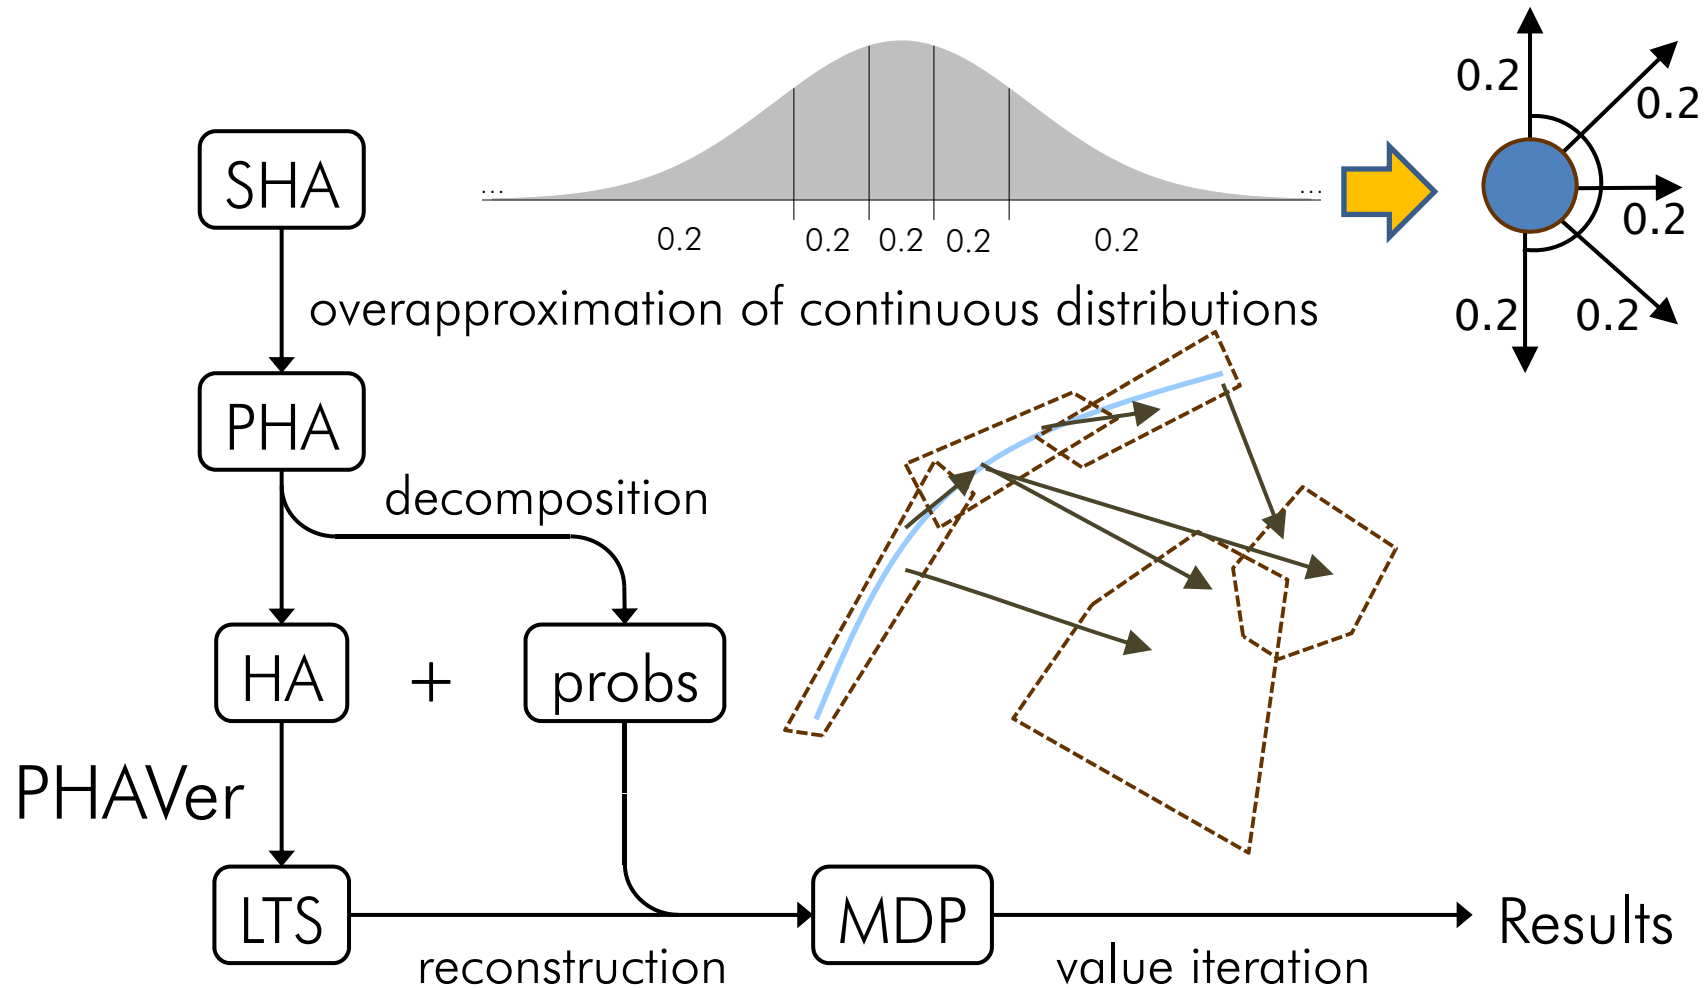 SHA
...
...
0.2
0.2
0.2
0.2
0.2
0.2
0.2
0.2
0.2
0.2
overapproximation of continuous distributions
PHA
decomposition
HA
+
probs
PHAVer
LTS
MDP
Results
reconstruction
value iteration